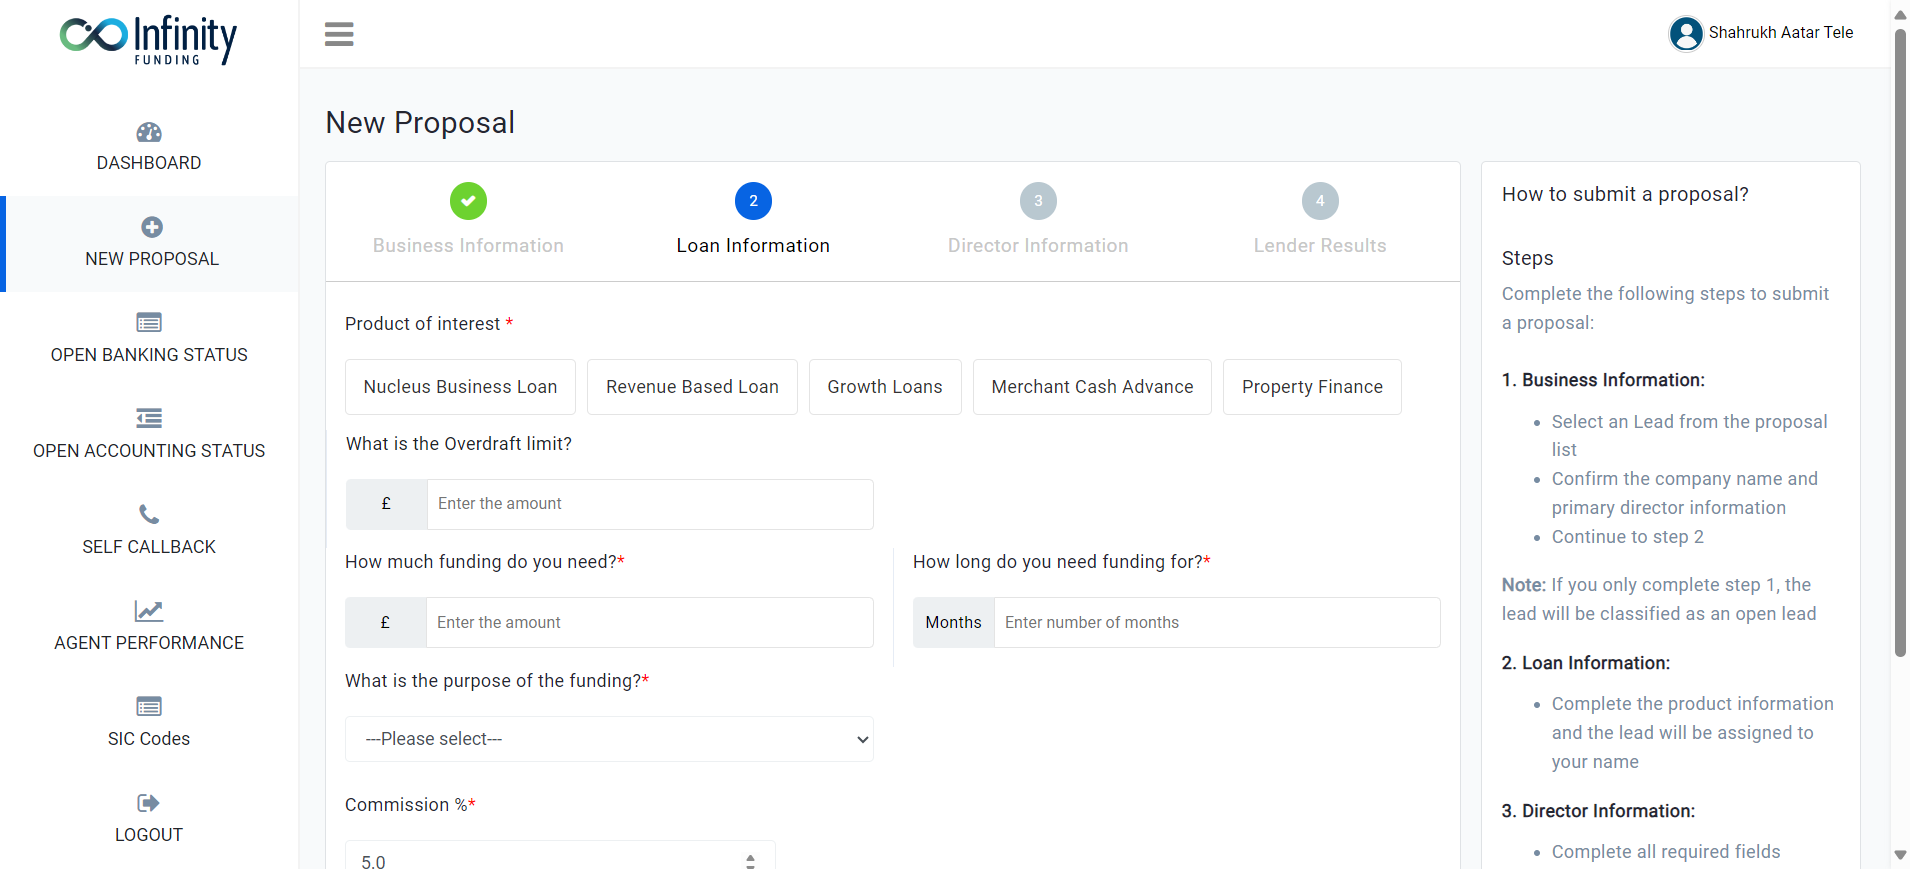 Infinity
FUNDING
Shahrukh Aatar Tele
DASHBOARD
NEW PROPOSAL
OPEN BANKING STATUS
OPEN ACCOUNTING STATUS
SELF CALLBACK
AGENT PERFORMANCE
SIC Codes
LOGOUT
New Proposal
2
3
4
Business Information
Loan Information
Director Information
Lender Results
Product of interest *
Nucleus Business Loan
Revenue Based Loan
Growth Loans
Merchant Cash Advance
Property Finance
What is the Overdraft limit?
£
Enter the amount
How much funding do you need?*
£
Enter the amount
How long do you need funding for?*
Months
Enter number of months
What is the purpose of the funding?*
---Please select---
Commission %*
5.0
How to submit a proposal?
Steps
Complete the following steps to submit
a proposal:
1. Business Information:
• Select an Lead from the proposal
list
• Confirm the company name and
primary director information
• Continue to step 2
Note: If you only complete step 1, the
lead will be classified as an open lead
2. Loan Information:
• Complete the product information
and the lead will be assigned to
your name
3. Director Information:
• Complete all required fields